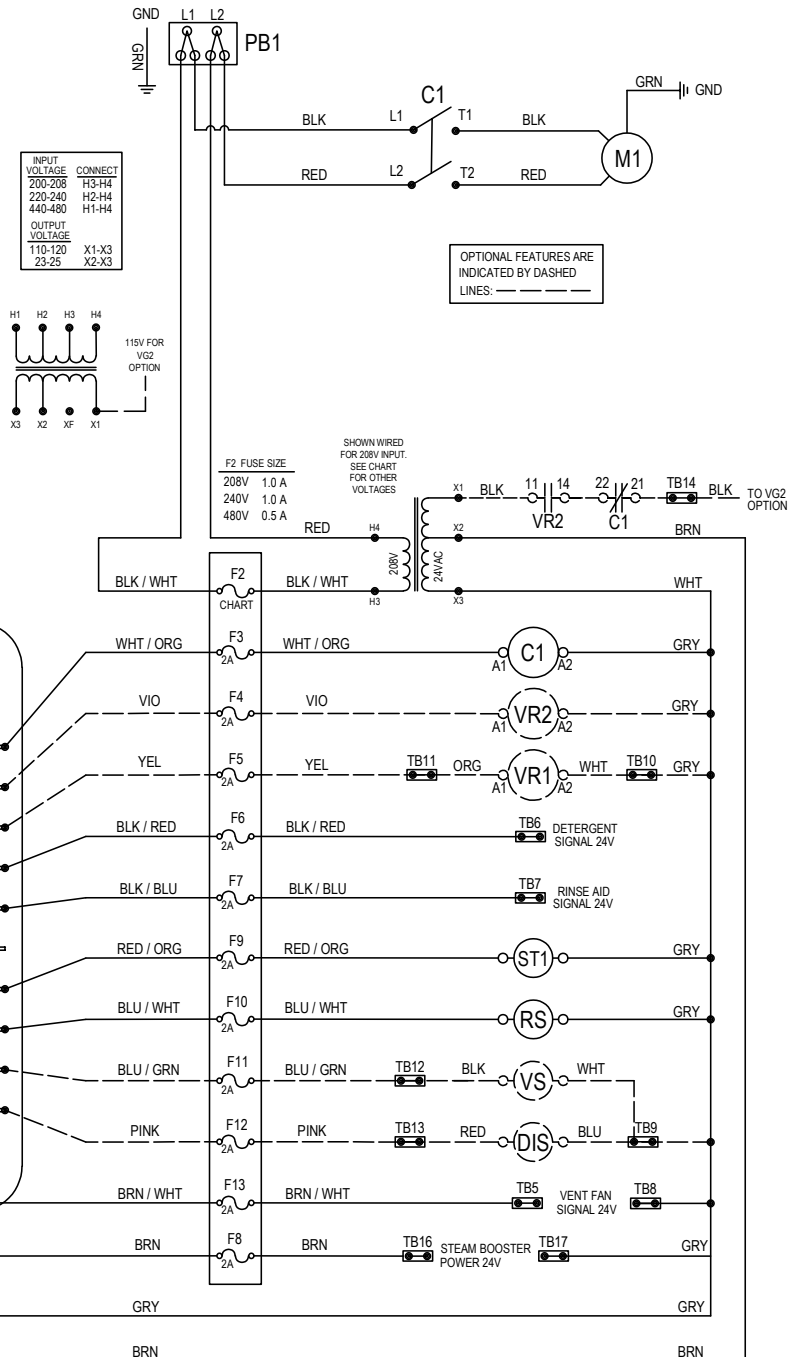 GND L1 L2
PB1
GRN
GRN GND
C1
BLK L1 T1 BLK
M1
RED L2 T2 RED
INPUT
VOLTAGE CONNECT
200-208 H3-H4
220-240 H2-H4
440-480 H1-H4
OUTPUT
VOLTAGE
110-120 X1-X3
23-25 X2-X3
OPTIONAL FEATURES ARE
INDICATED BY DASHED
LINES:
H1 H2 H3 H4
115V FOR
VG2
OPTION
X3 X2 XF X1
SHOWN WIRED
FOR 208V INPUT.
SEE CHART
FOR OTHER
VOLTAGES
F2 FUSE SIZE
208V 1.0 A
240V 1.0 A
480V 0.5 A
X1 BLK 11 14 22 21 TB14 BLK TO VG2
OPTION
VR2 C1
RED H4 X2 BRN
208V 24VAC
BLK / WHT F2 BLK / WHT H3 X3 WHT
CHART
WHT / ORG F3 WHT / ORG C1 GRY
2A A1 A2
VIO F4 VIO VR2 GRY
2A A1 A2
YEL F5 YEL TB11 ORG VR1 WHT TB10 GRY
2A A1 A2
BLK / RED F6 BLK / RED TB6 DETERGENT
2A SIGNAL 24V
BLK / BLU F7 BLK / BLU TB7 RINSE AID
2A SIGNAL 24V
RED / ORG F9 RED / ORG ST1 GRY
2A
BLU / WHT F10 BLU / WHT RS GRY
2A
BLU / GRN F11 BLU / GRN TB12 BLK VS WHT
2A
PINK F12 PINK TB13 RED DIS BLU TB9
2A
BRN / WHT F13 BRN / WHT TB5 VENT FAN TB8
2A SIGNAL 24V
BRN F8 BRN TB16 STEAM BOOSTER TB17 GRY
2A POWER 24V
GRY GRY
BRN BRN